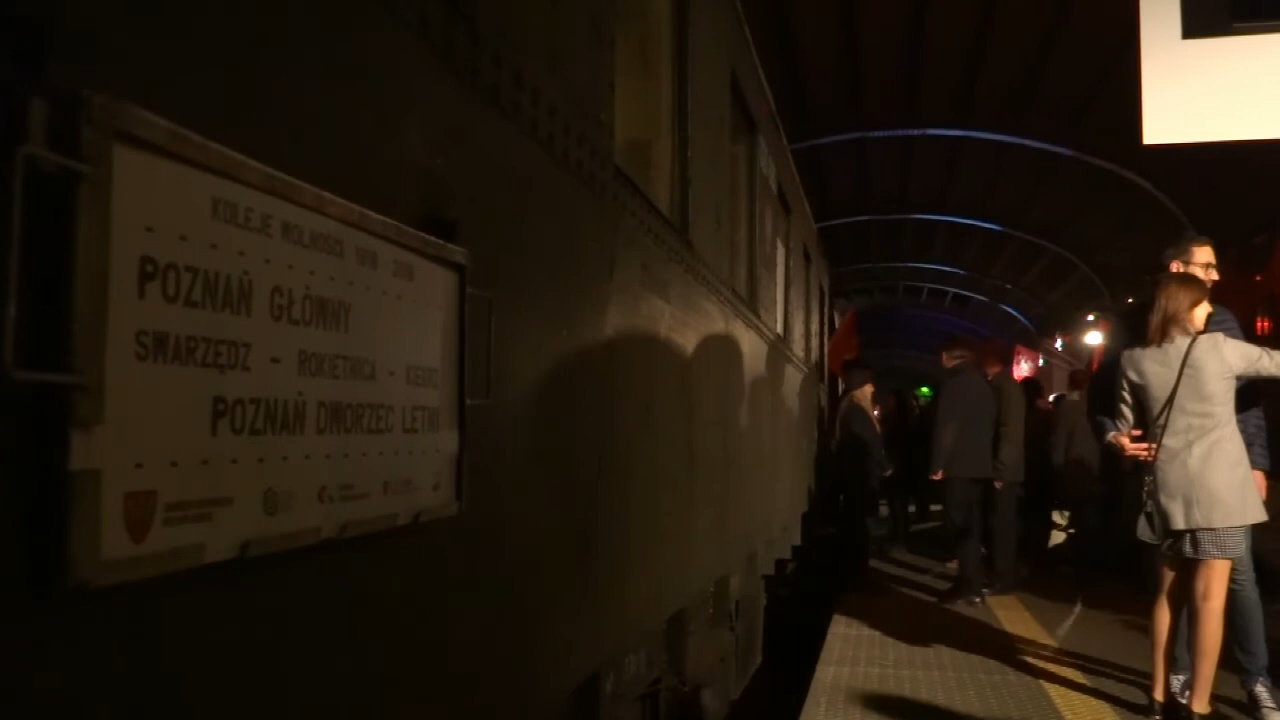 KOLEJE WOLNOŚCI 1918 - 2018
POZNAŃ GŁÓWNY
SWARZĘDZ - ROKIETNICA - KIEKRZ
POZNAŃ DWORZEC LETNI